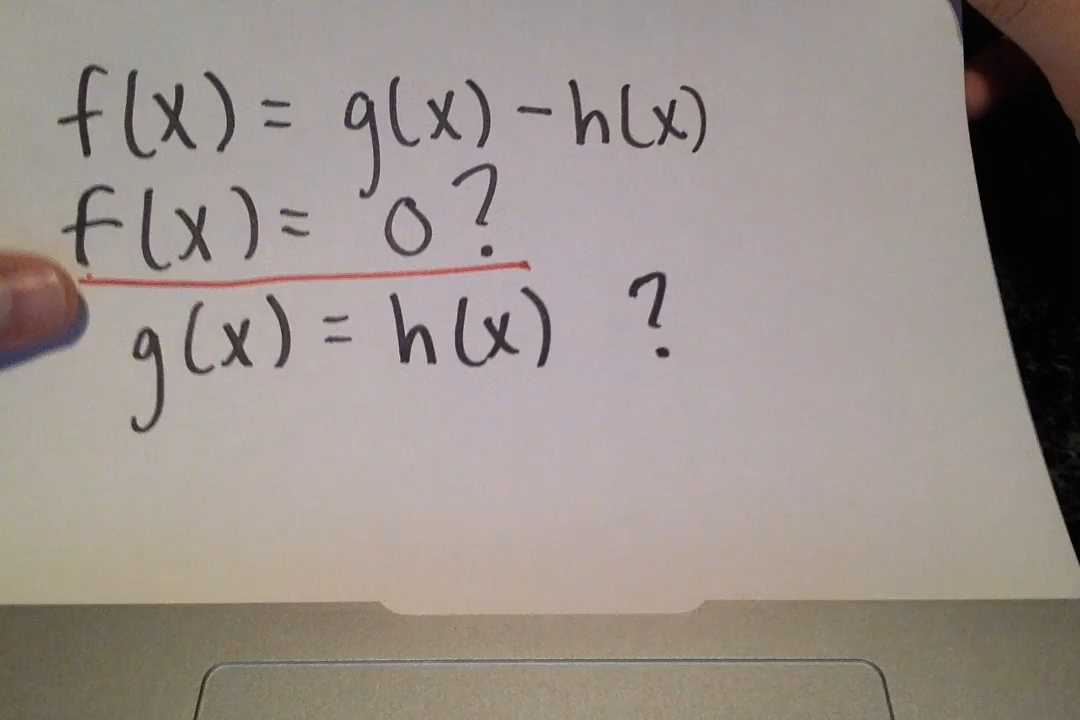 f(x) = g(x) - h(x)
f(x) = 0 ?
g(x) = h(x) ?